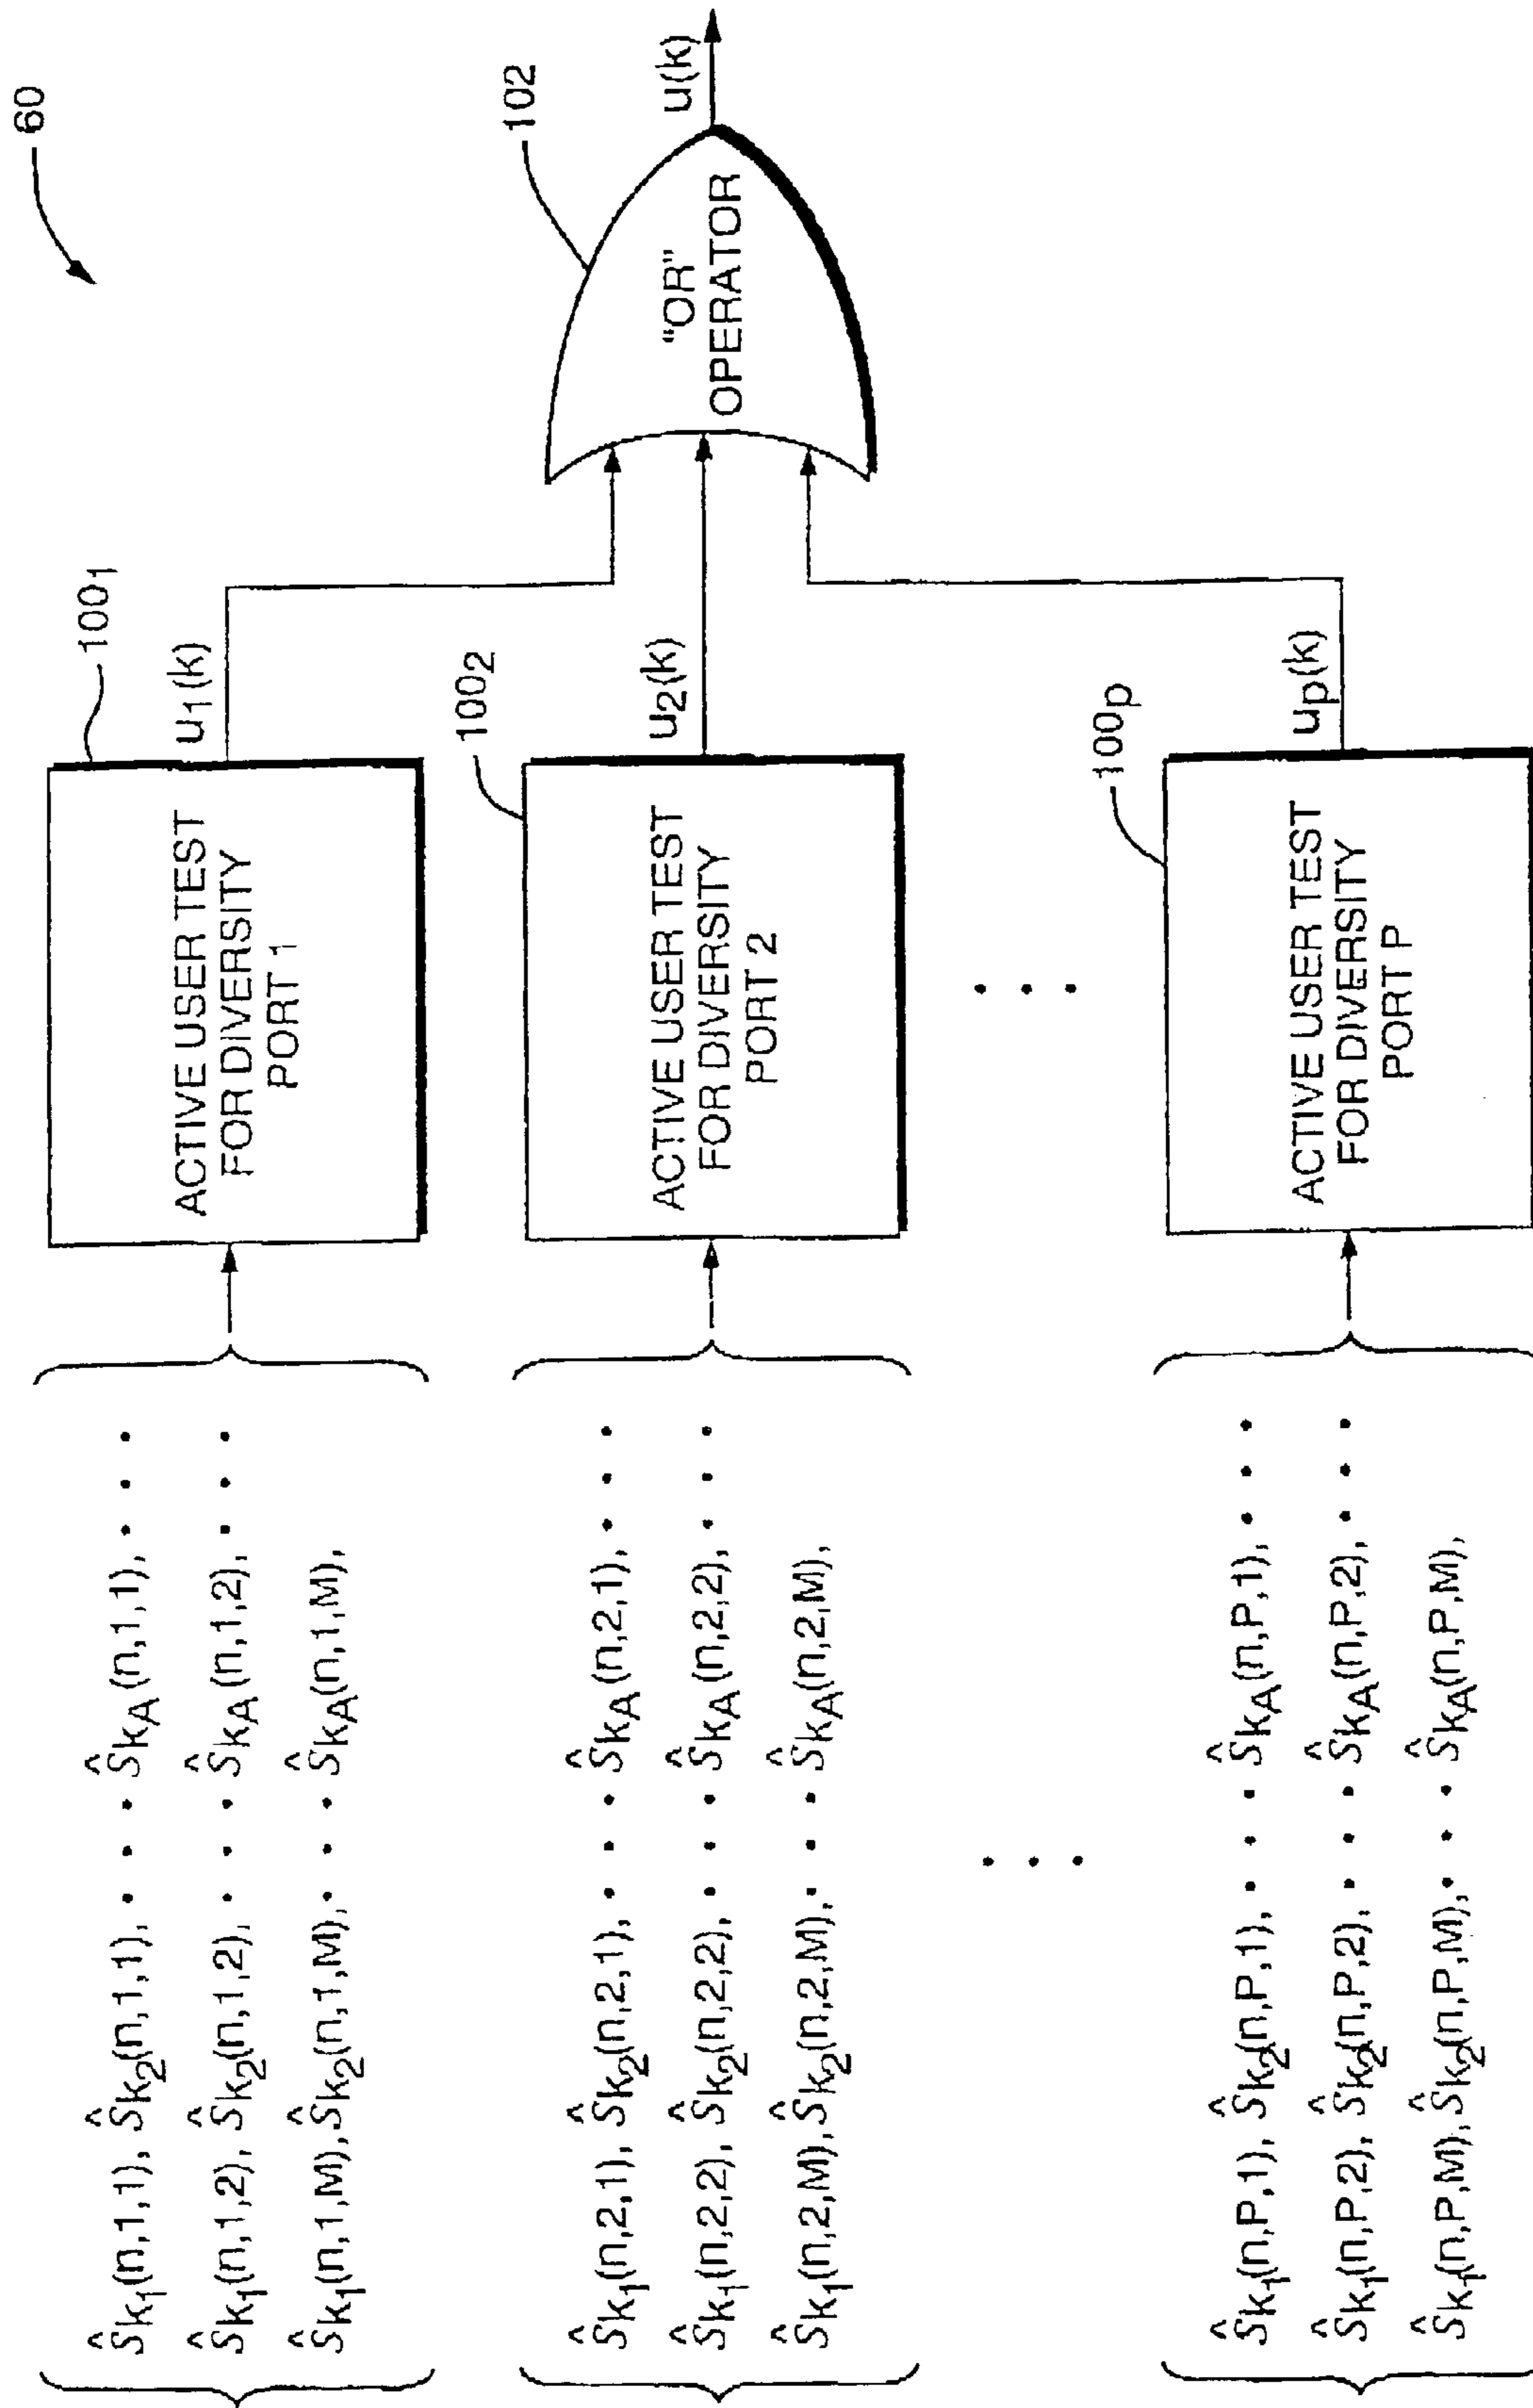 60
Ŝk₁(n,1,1), Ŝk₂(n,1,1), • • • ŜkA(n,1,1), • • •
Ŝk₁(n,1,2), Ŝk₂(n,1,2), • • • ŜkA(n,1,2), • • •
Ŝk₁(n,1,M), Ŝk₂(n,1,M), • • • ŜkA(n,1,M),
ACTIVE USER TEST
FOR DIVERSITY
PORT 1
100₁
u₁(k)
Ŝk₁(n,2,1), Ŝk₂(n,2,1), • • • ŜkA(n,2,1), • • •
Ŝk₁(n,2,2), Ŝk₂(n,2,2), • • • ŜkA(n,2,2), • • •
Ŝk₁(n,2,M), Ŝk₂(n,2,M), • • • ŜkA(n,2,M),
ACTIVE USER TEST
FOR DIVERSITY
PORT 2
100₂
u₂(k)
"OR"
OPERATOR
102
u(k)
• • •
• • •
Ŝk₁(n,P,1), Ŝk₂(n,P,1), • • • ŜkA(n,P,1), • • •
Ŝk₁(n,P,2), Ŝk₂(n,P,2), • • • ŜkA(n,P,2), • • •
Ŝk₁(n,P,M), Ŝk₂(n,P,M), • • • ŜkA(n,P,M),
ACTIVE USER TEST
FOR DIVERSITY
PORT P
100p
up(k)